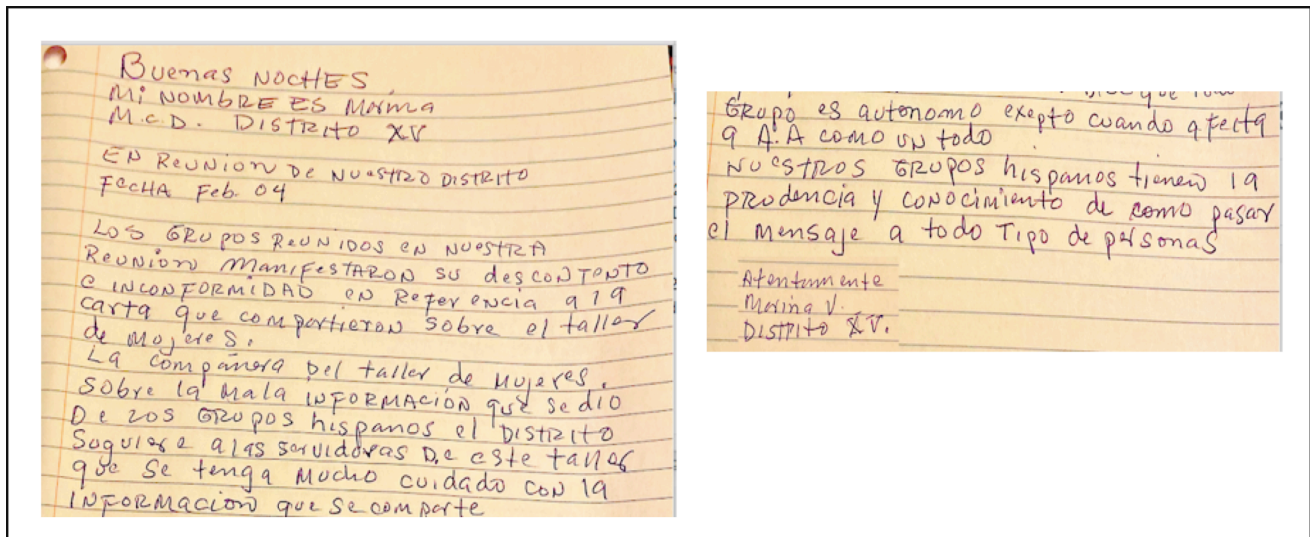 Buenas NOCHES
Mi NOMBRE ES Marina
M.C.D. DISTRITO XV
EN REUNION DE NUESTRO DISTRITO
FECHA Feb. 04
LOS GRUPOS REUNIDOS EN NUESTRA
REUNION MANIFESTARON SU desCONTONTO
e INCONFORMIDAD EN Referencia a la
carta que compartieron sobre el taller
de Mujeres.
La compañera Del taller de Mujeres.
Sobre la Mala INFORMACIÓN que se dio
De LOS GRUPOS hispanos el DISTRITO
Suguiere a las servidoras De este taller
que se tenga Mucho cuidado CON la
INFORMACION que se comparte
GRUPO es autonomo exepto cuando afecta
a A.A como UN todo
NUESTROS GRUPOS hispanos tienen la
prudencia y CONOCIMIENTO de como pasar
el Mensaje a todo Tipo de personas
Atentamente
Marina V.
DISTRITO XV.